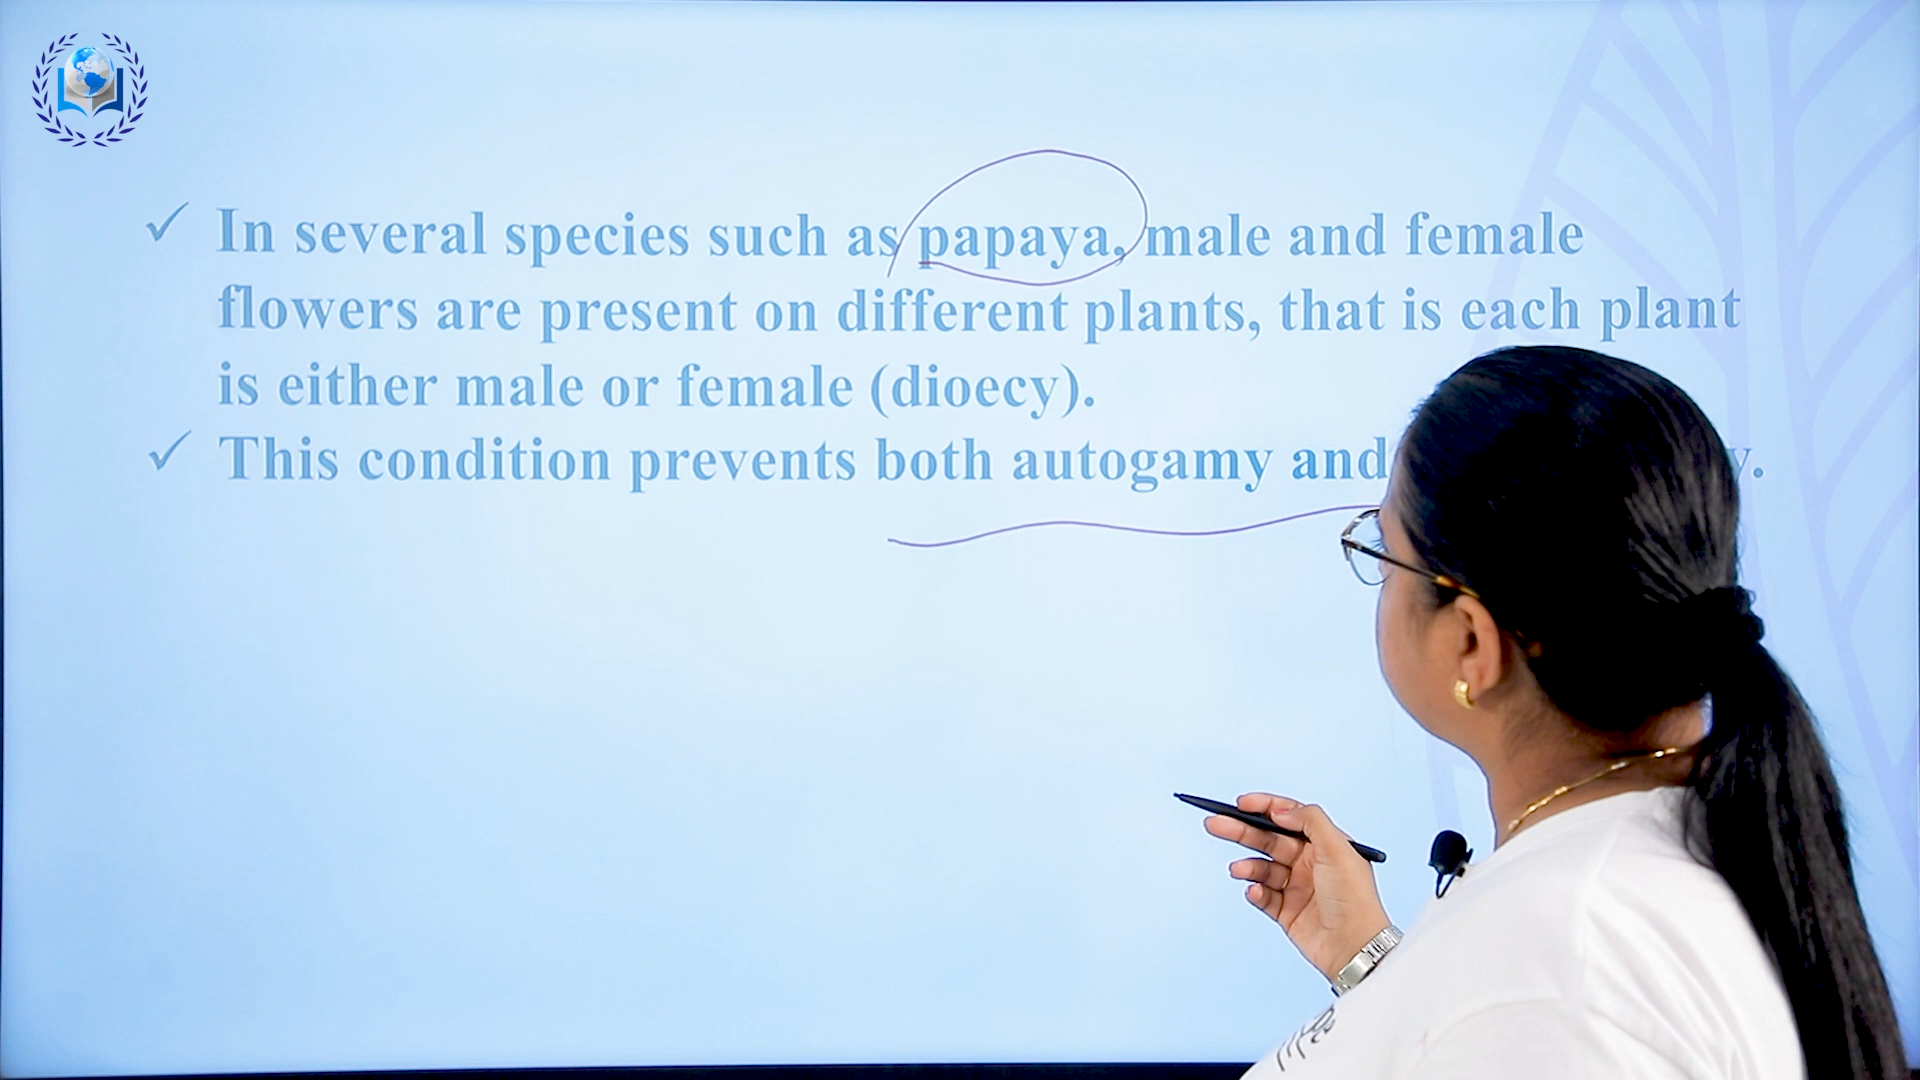 ✓ In several species such as papaya, male and female
flowers are present on different plants, that is each plant
is either male or female (dioecy).
✓ This condition prevents both autogamy and